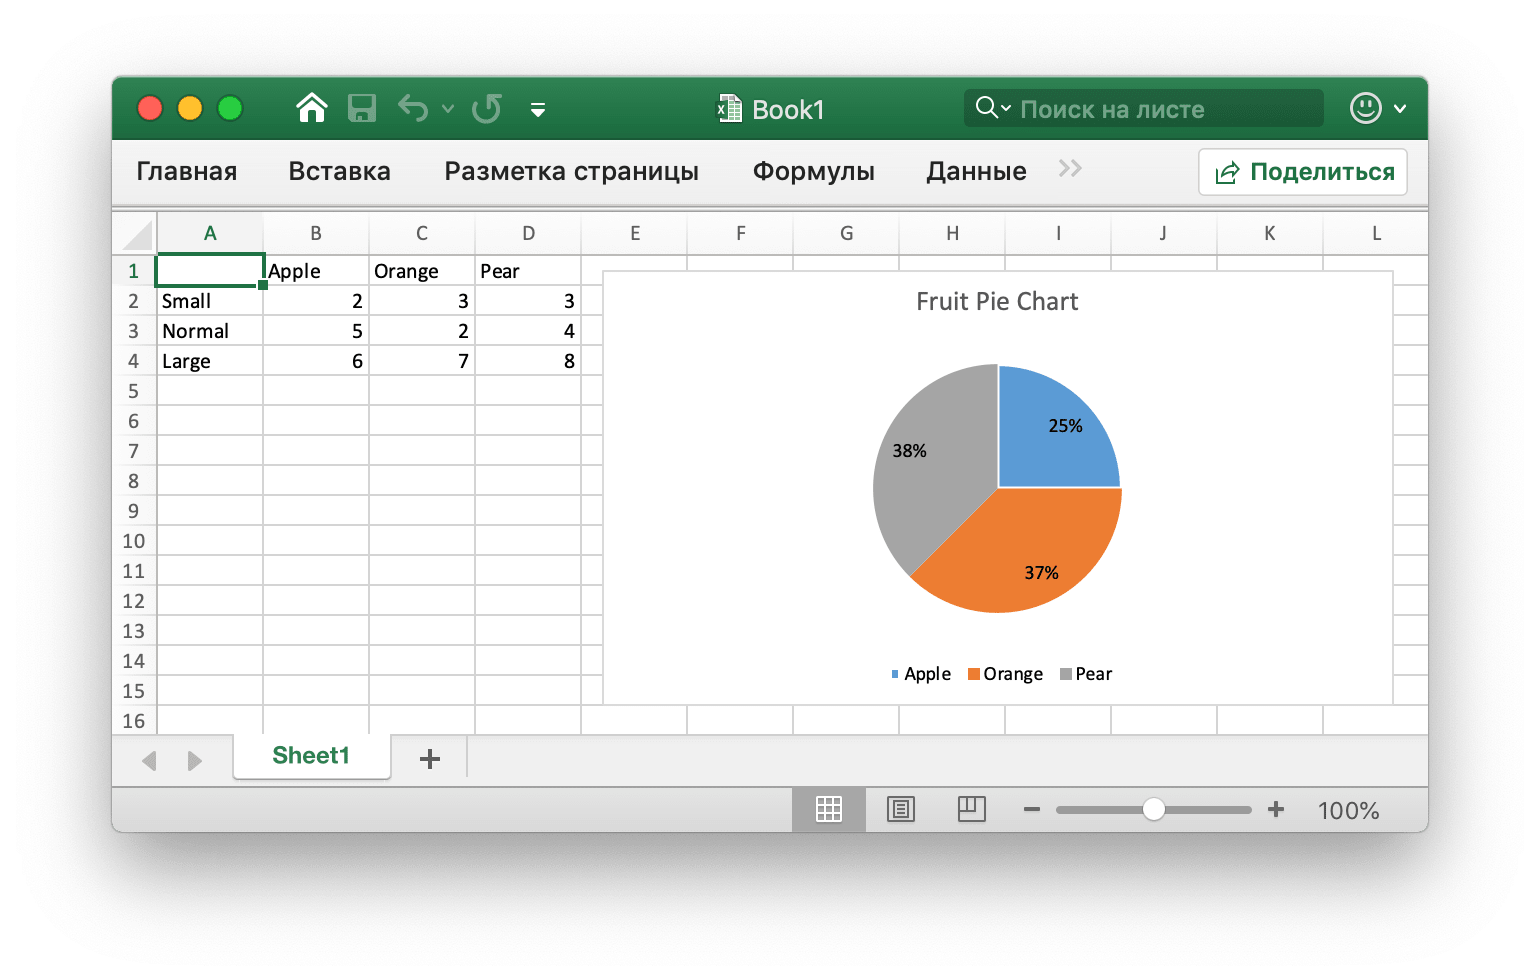 Book1
Поиск на листе
Главная Вставка Разметка страницы Формулы Данные Поделиться
A B C D E F G H I J K L
1 Apple Orange Pear
2 Small 2 3 3
3 Normal 5 2 4
4 Large 6 7 8
5
6
7
8
9
10
11
12
13
14
15
16
Fruit Pie Chart
25%
38%
37%
Apple Orange Pear
Sheet1
100%